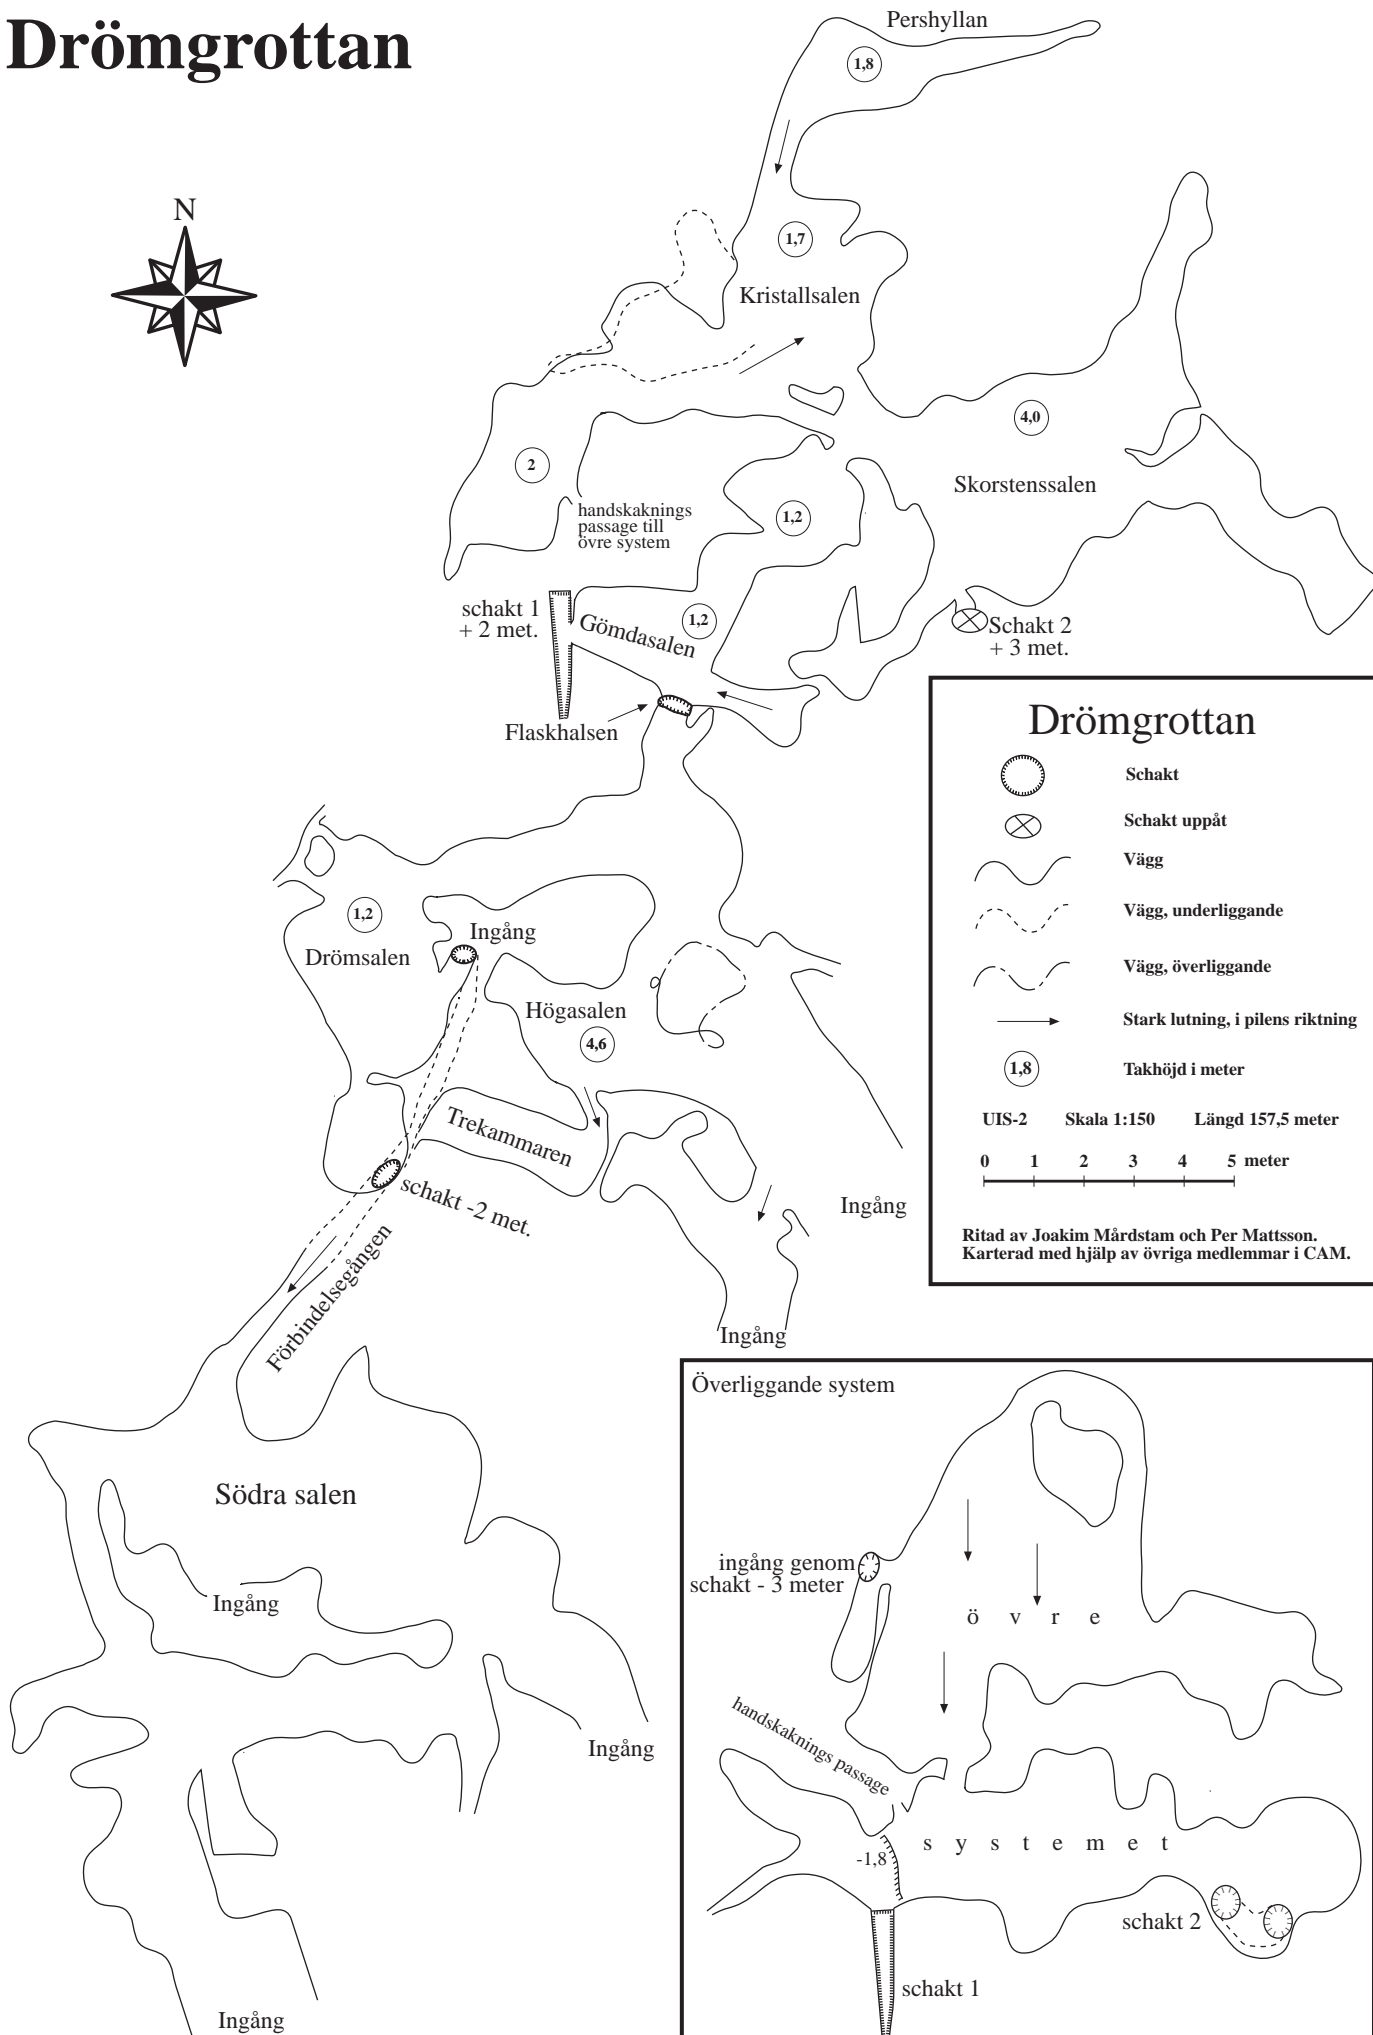 Drömgrottan
Pershyllan
1,8
N
1,7
Kristallsalen
4,0
2
Skorstenssalen
handskaknings
passage till
övre system
1,2
schakt 1
+ 2 met.
1,2
Gömdasalen
Schakt 2
+ 3 met.
Flaskhalsen
1,2
Ingång
Drömsalen
Högasalen
4,6
Trekammaren
schakt -2 met.
Ingång
Förbindelsegången
Ingång
Södra salen
Ingång
Ingång
Ingång
Drömgrottan
Schakt
Schakt uppåt
Vägg
Vägg, underliggande
Vägg, överliggande
Stark lutning, i pilens riktning
1,8 Takhöjd i meter
UIS-2 Skala 1:150 Längd 157,5 meter
0 1 2 3 4 5 meter
Ritad av Joakim Mårdstam och Per Mattsson.
Karterad med hjälp av övriga medlemmar i CAM.
Överliggande system
ingång genom
schakt - 3 meter
övre
handskaknings passage
systemet
-1,8
schakt 2
schakt 1